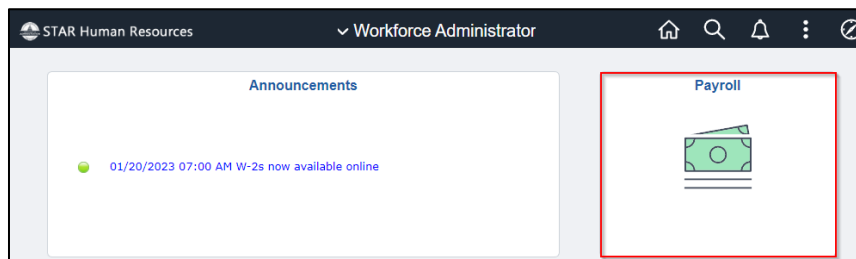 STAR Human Resources
Workforce Administrator
Announcements
01/20/2023 07:00 AM W-2s now available online
Payroll